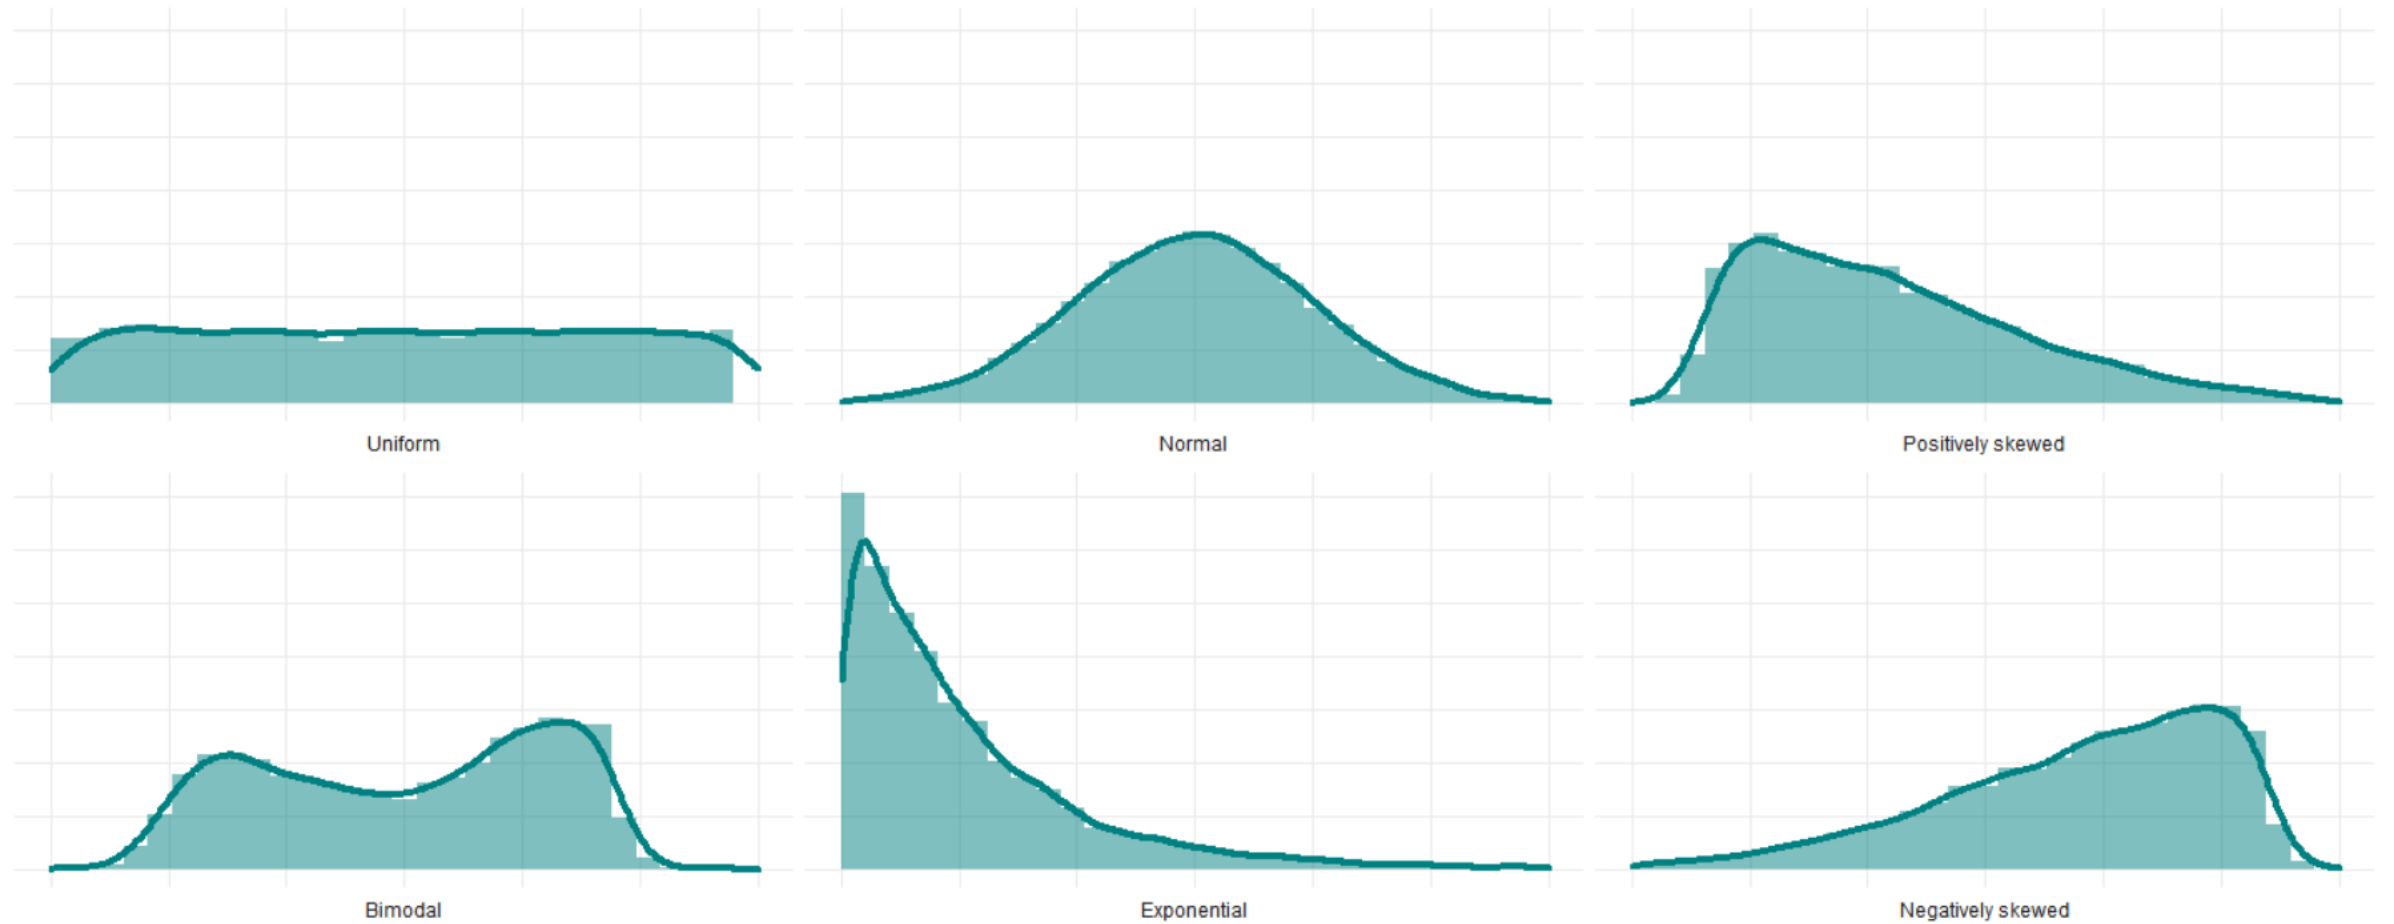 Uniform
Normal
Positively skewed
Bimodal
Exponential
Negatively skewed